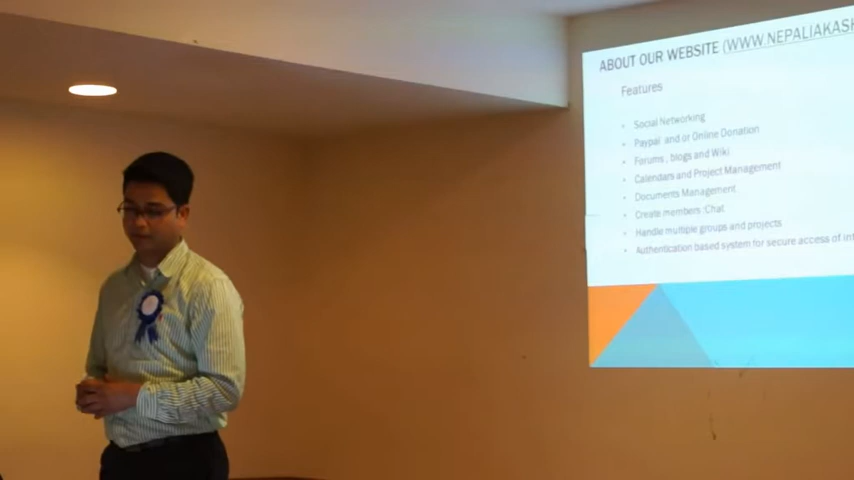 ABOUT OUR WEBSITE (WWW.NEPALIAKASH
Features
• Social Networking
• Paypal and or Online Donation
• Forums , blogs and Wiki
• Calendars and Project Management
• Documents Management
• Create members :Chat
• Handle multiple groups and projects
• Authentication based system for secure access of